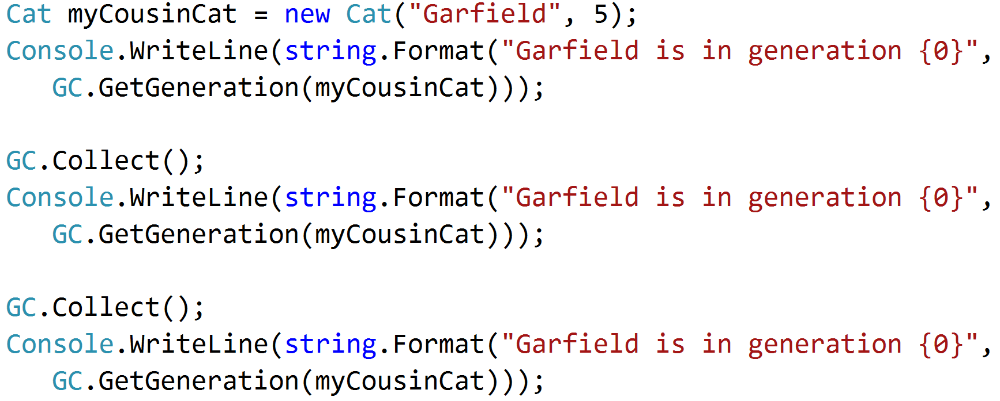 Cat myCousinCat = new Cat("Garfield", 5);
Console.WriteLine(string.Format("Garfield is in generation {0}",
   GC.GetGeneration(myCousinCat)));

GC.Collect();
Console.WriteLine(string.Format("Garfield is in generation {0}",
   GC.GetGeneration(myCousinCat)));

GC.Collect();
Console.WriteLine(string.Format("Garfield is in generation {0}",
   GC.GetGeneration(myCousinCat)));